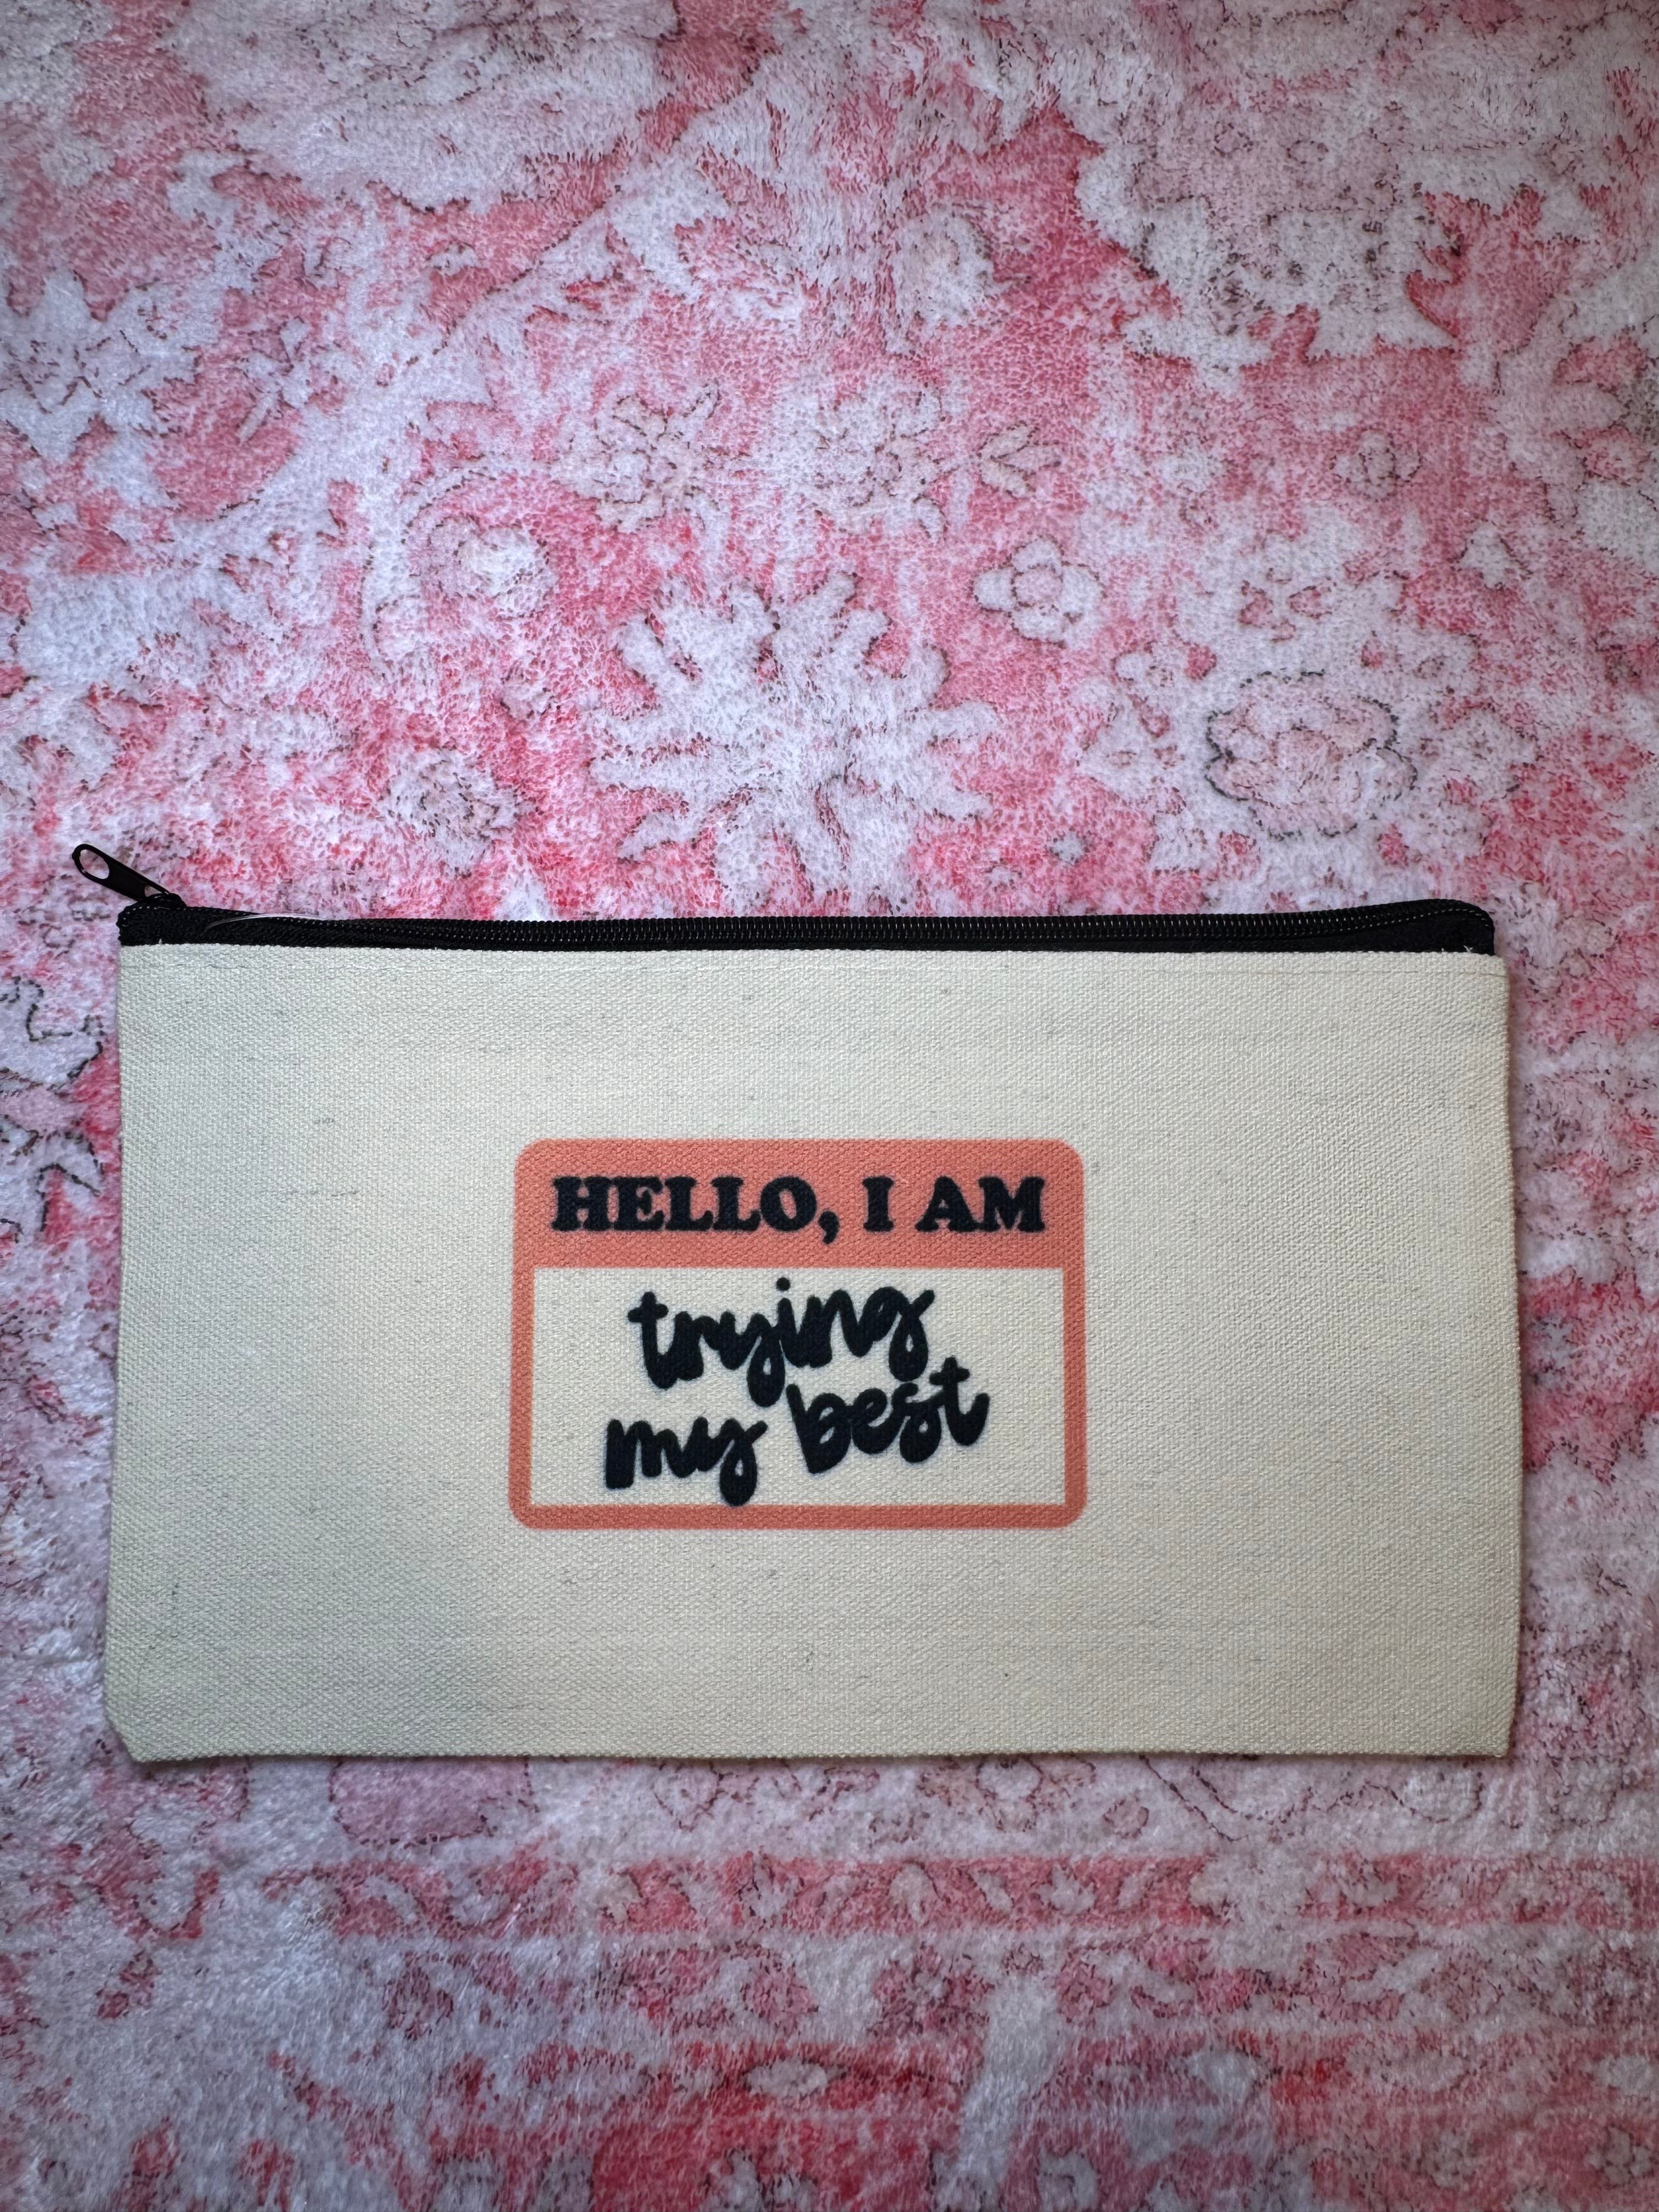 HELLO, I AM
trying
my best